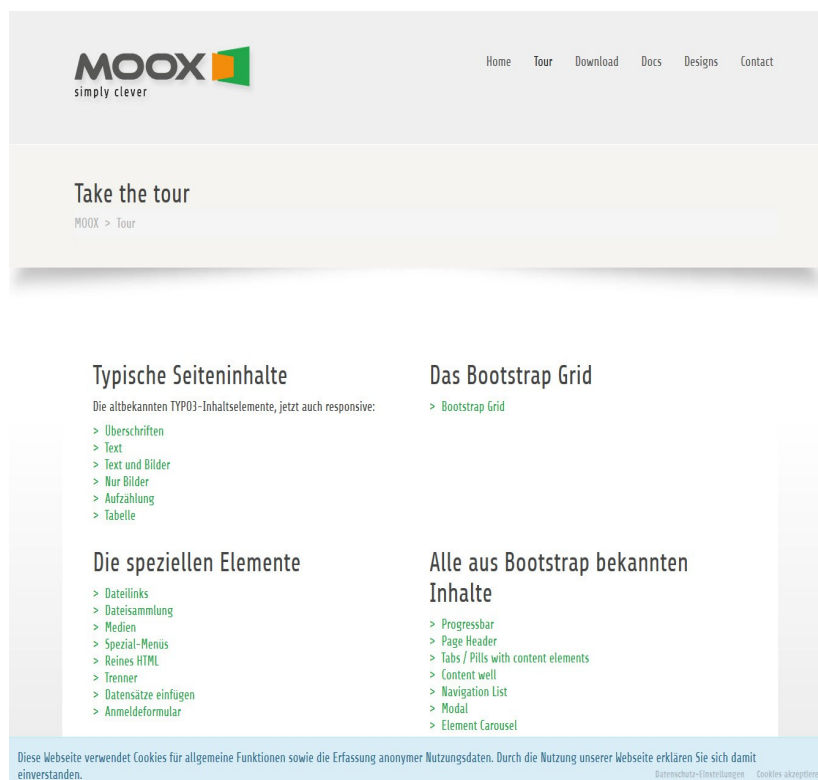 MOOX
simply clever
Home Tour Download Docs Designs Contact
Take the tour
MOOX > Tour
Typische Seiteninhalte
Die altbekannten TYPO3-Inhaltselemente, jetzt auch responsive:
> Überschriften
> Text
> Text und Bilder
> Nur Bilder
> Aufzählung
> Tabelle
Das Bootstrap Grid
> Bootstrap Grid
Die speziellen Elemente
> Dateilinks
> Dateisammlung
> Medien
> Spezial-Menüs
> Reines HTML
> Trenner
> Datensätze einfügen
> Anmeldeformular
Alle aus Bootstrap bekannten
Inhalte
> Progressbar
> Page Header
> Tabs / Pills with content elements
> Content well
> Navigation List
> Modal
> Element Carousel
Diese Webseite verwendet Cookies für allgemeine Funktionen sowie die Erfassung anonymer Nutzungsdaten. Durch die Nutzung unserer Webseite erklären Sie sich damit
einverstanden.
Datenschutz-Einstellungen Cookies akzeptiere